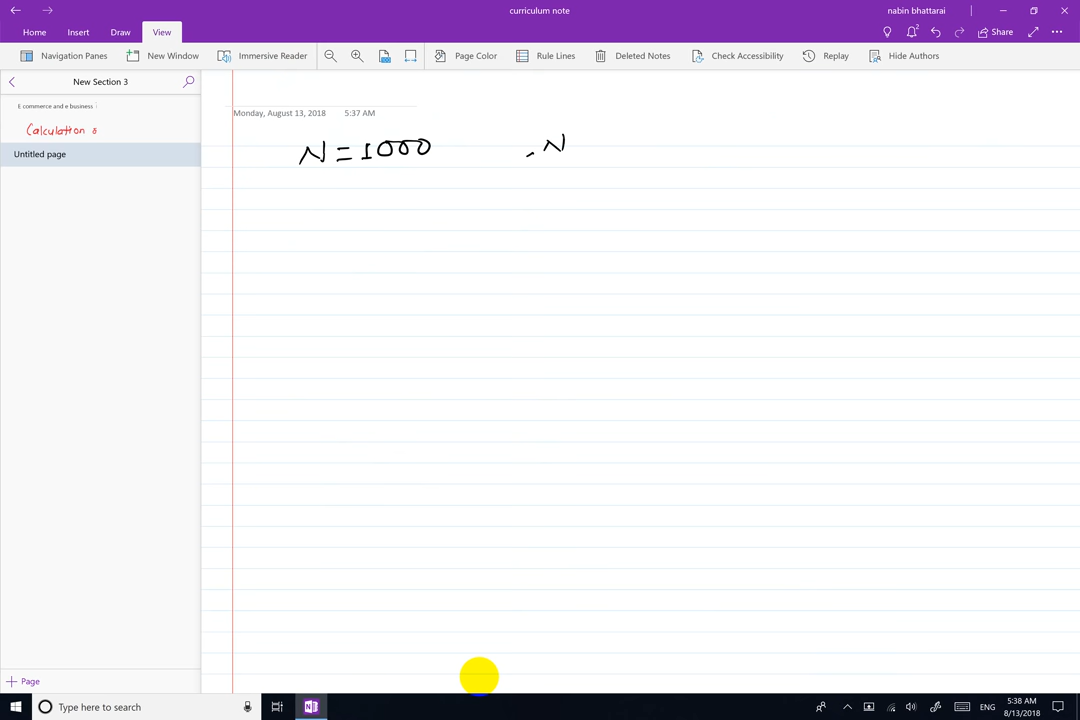 curriculum note
nabin bhattarai
Home Insert Draw View
Share
Navigation Panes New Window Immersive Reader Page Color Rule Lines Deleted Notes Check Accessibility Replay Hide Authors
New Section 3
E commerce and e business
Calculation
Untitled page
Monday, August 13, 2018 5:37 AM
N = 1000 , N
Page
Type here to search
ENG
5:38 AM
8/13/2018